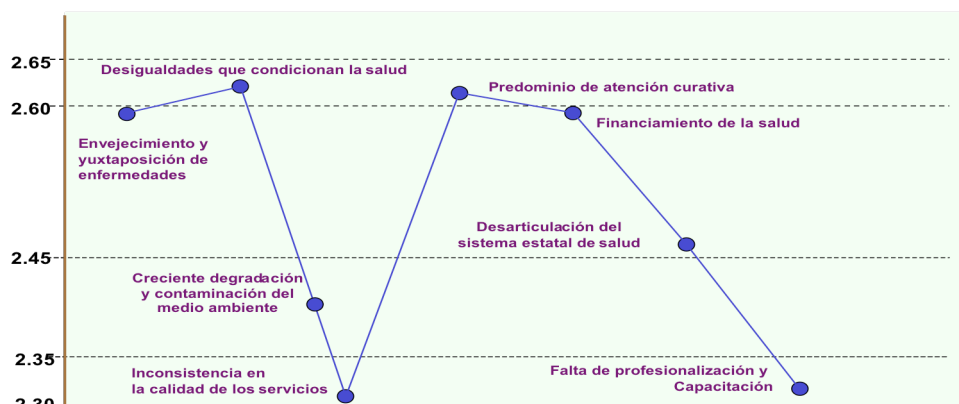 2.65
Desigualdades que condicionan la salud
Predominio de atención curativa
2.60
Financiamiento de la salud
Envejecimiento y
yuxtaposición de
enfermedades
Desarticulación del
sistema estatal de salud
2.45
Creciente degradación
y contaminación del
medio ambiente
2.35
Inconsistencia en
la calidad de los servicios
Falta de profesionalización y
Capacitación
2.30